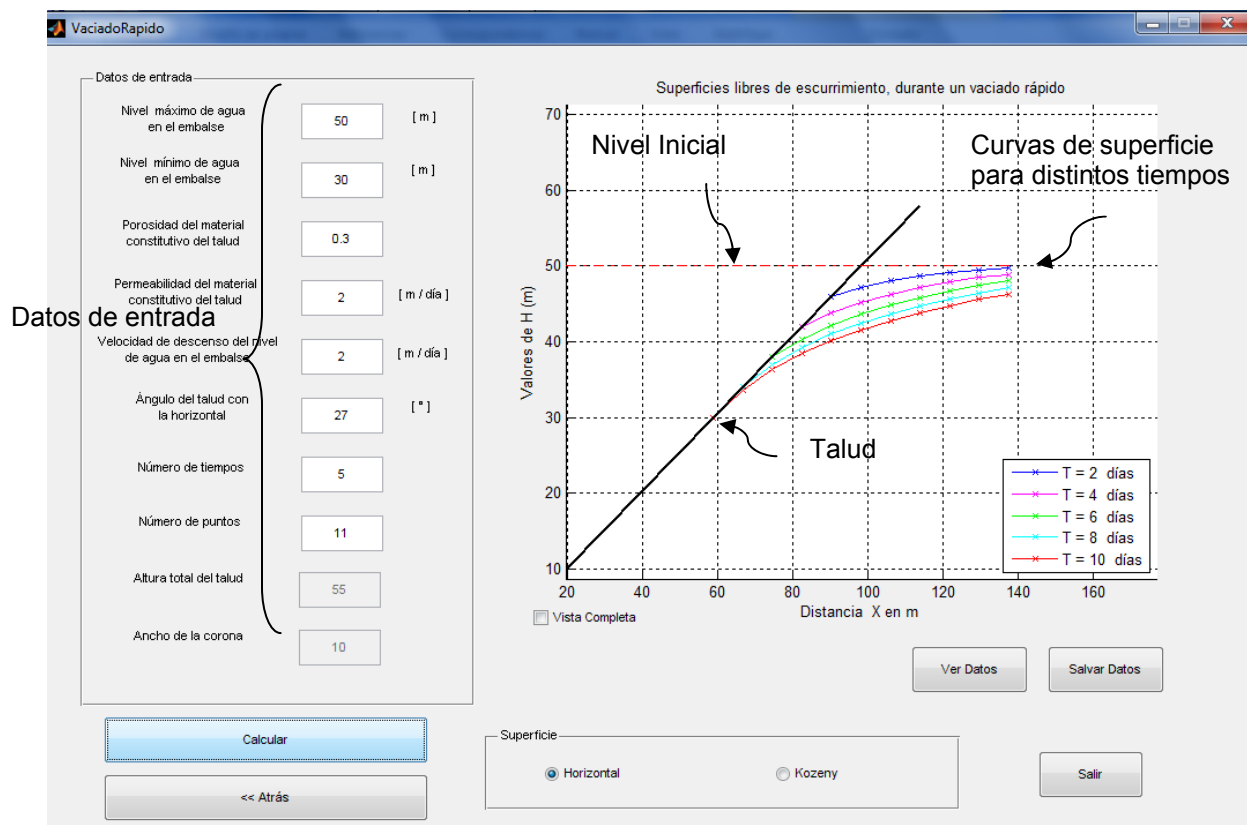 VaciadoRapido
Datos de entrada
Nivel máximo de agua
en el embalse
50
[ m ]
Nivel mínimo de agua
en el embalse
30
[ m ]
Porosidad del material
constitutivo del talud
0.3
Permeabilidad del material
constitutivo del talud
2
[ m / día ]
Datos de entrada
Velocidad de descenso del nivel
de agua en el embalse
2
[ m / día ]
Ángulo del talud con
la horizontal
27
[ ° ]
Número de tiempos
5
Número de puntos
11
Altura total del talud
55
Ancho de la corona
10
Calcular
<< Atrás
Superficies libres de escurrimiento, durante un vaciado rápido
Nivel Inicial
Curvas de superficie
para distintos tiempos
Talud
Valores de H (m)
70
60
50
40
30
20
10
20 40 60 80 100 120 140 160
Distancia X en m
T = 2 días
T = 4 días
T = 6 días
T = 8 días
T = 10 días
Vista Completa
Ver Datos
Salvar Datos
Superficie
Horizontal
Kozeny
Salir